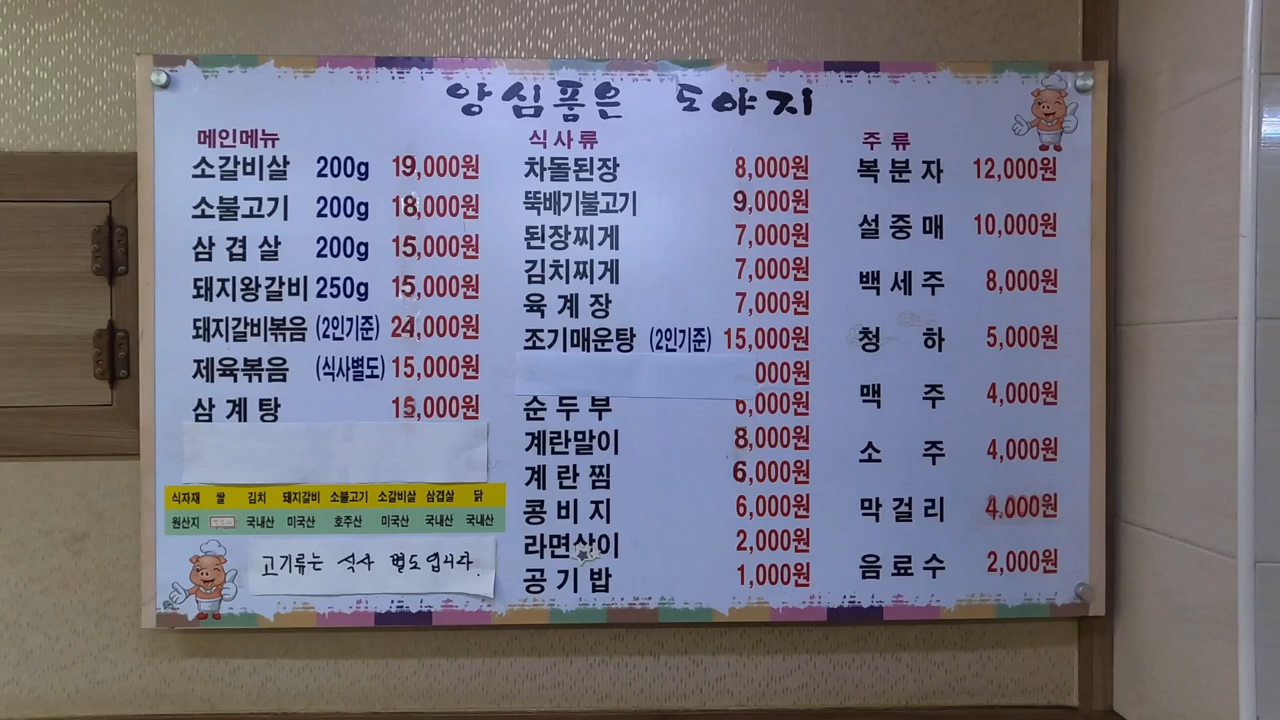 양심품은 도야지
메인메뉴
소갈비살 200g 19,000원
소불고기 200g 18,000원
삼겹살 200g 15,000원
돼지왕갈비 250g 15,000원
돼지갈비볶음 (2인기준) 24,000원
제육볶음 (식사별도) 15,000원
삼계탕 15,000원
식자재 쌀 김치 돼지갈비 소불고기 소갈비살 삼겹살 닭
원산지 국내산 미국산 호주산 미국산 국내산 국내산
고기류는 식사 별도입니다.
식사류
차돌된장 8,000원
뚝배기불고기 9,000원
된장찌게 7,000원
김치찌게 7,000원
육계장 7,000원
조기매운탕 (2인기준) 15,000원
000원
순두부 6,000원
계란말이 8,000원
계란찜 6,000원
콩비지 6,000원
라면살이 2,000원
공기밥 1,000원
주류
복분자 12,000원
설중매 10,000원
백세주 8,000원
청하 5,000원
맥주 4,000원
소주 4,000원
막걸리 4,000원
음료수 2,000원